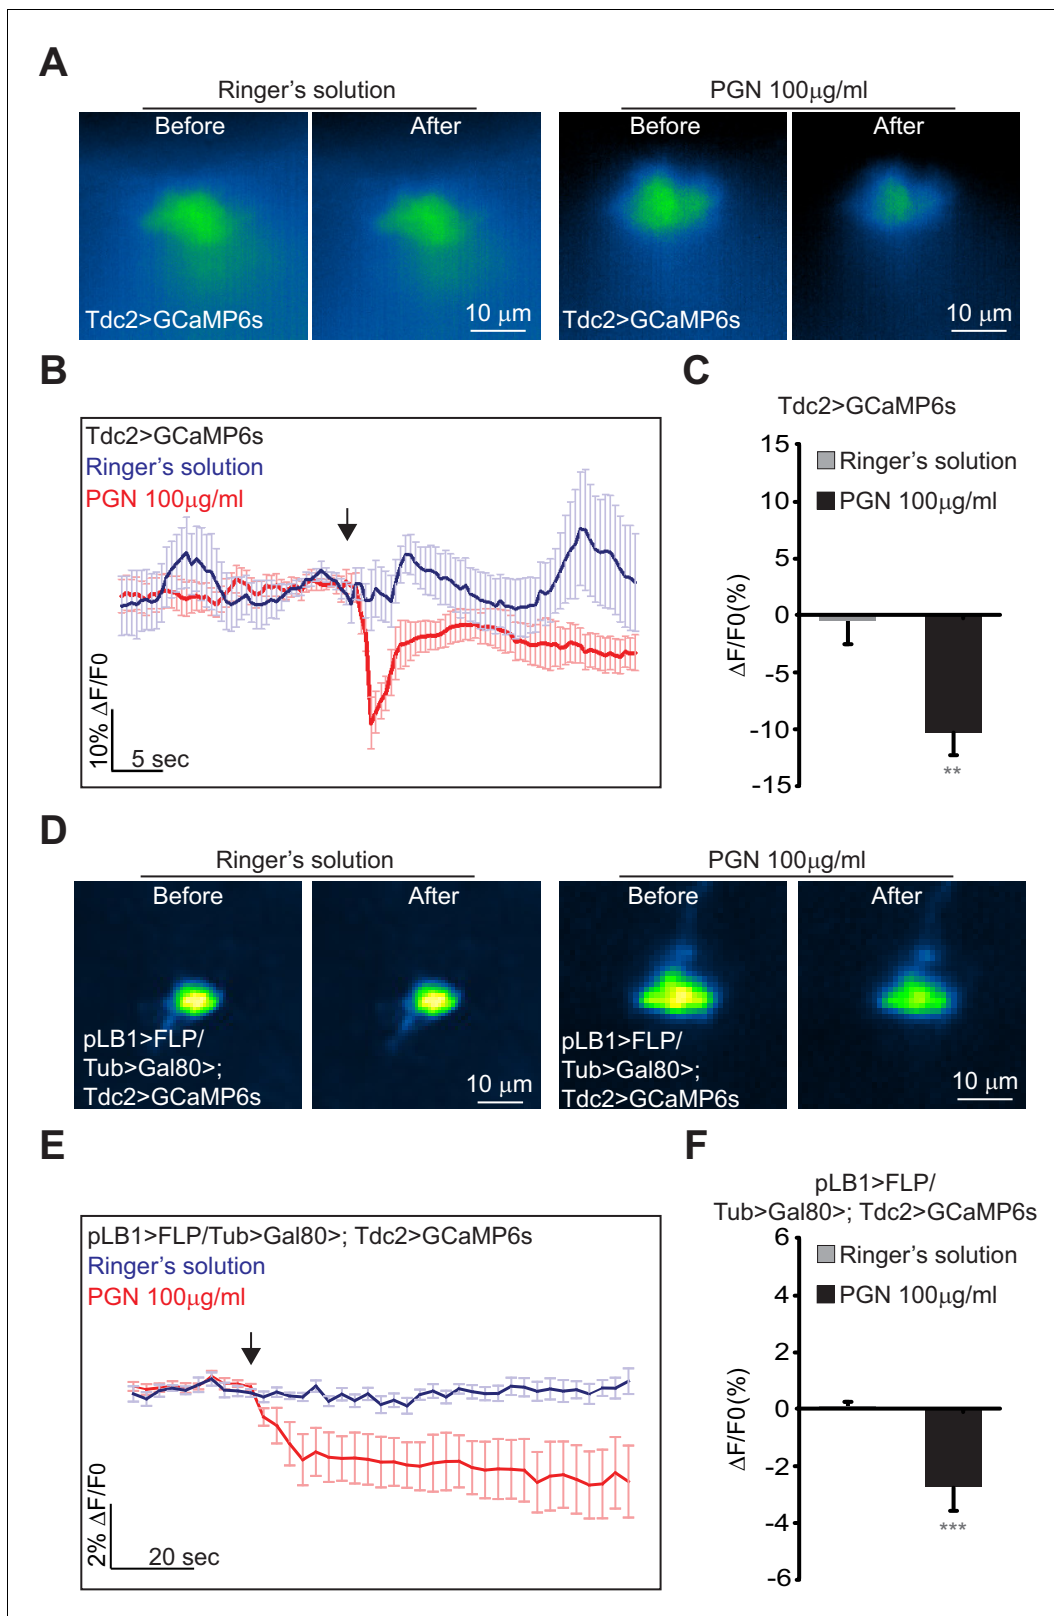 A
Ringer's solution
PGN 100μg/ml
Before
After
Before
After
Tdc2>GCaMP6s
10 μm
Tdc2>GCaMP6s
10 μm
B
Tdc2>GCaMP6s
Ringer's solution
PGN 100μg/ml
10% ΔF/F0
5 sec
C
Tdc2>GCaMP6s
15
10
5
0
-5
-10
-15
ΔF/F0(%)
Ringer's solution
PGN 100μg/ml
**
D
Ringer's solution
PGN 100μg/ml
Before
After
Before
After
pLB1>FLP/
Tub>Gal80>;
Tdc2>GCaMP6s
10 μm
pLB1>FLP/
Tub>Gal80>;
Tdc2>GCaMP6s
10 μm
E
pLB1>FLP/Tub>Gal80>; Tdc2>GCaMP6s
Ringer's solution
PGN 100μg/ml
2% ΔF/F0
20 sec
F
pLB1>FLP/
Tub>Gal80>; Tdc2>GCaMP6s
6
4
2
0
-2
-4
-6
ΔF/F0(%)
Ringer's solution
PGN 100μg/ml
***